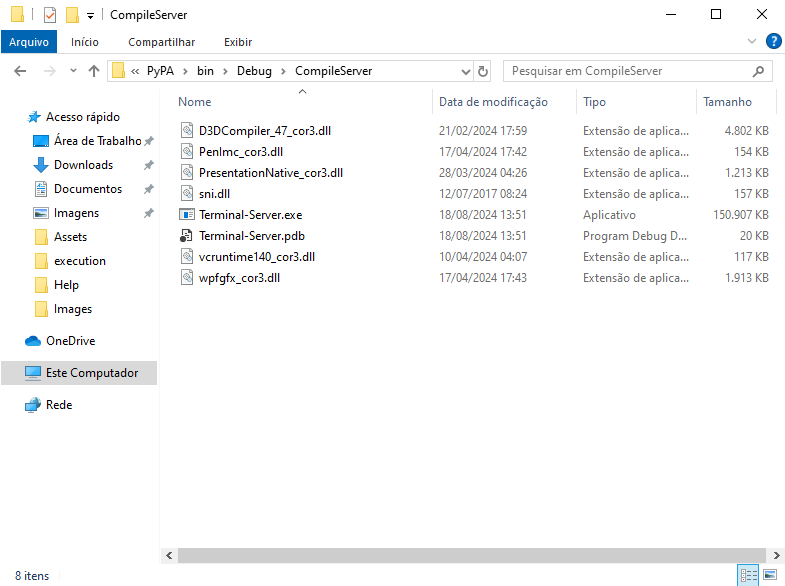 CompileServer
Arquivo Início Compartilhar Exibir
« PyPA > bin > Debug > CompileServer Pesquisar em CompileServer
Acesso rápido
Área de Trabalho
Downloads
Documentos
Imagens
Assets
execution
Help
Images
OneDrive
Este Computador
Rede
Nome Data de modificação Tipo Tamanho
D3DCompiler_47_cor3.dll 21/02/2024 17:59 Extensão de aplica... 4.802 KB
PenImc_cor3.dll 17/04/2024 17:42 Extensão de aplica... 154 KB
PresentationNative_cor3.dll 28/03/2024 04:26 Extensão de aplica... 1.213 KB
sni.dll 12/07/2017 08:24 Extensão de aplica... 157 KB
Terminal-Server.exe 18/08/2024 13:51 Aplicativo 150.907 KB
Terminal-Server.pdb 18/08/2024 13:51 Program Debug D... 20 KB
vcruntime140_cor3.dll 10/04/2024 04:07 Extensão de aplica... 117 KB
wpfgfx_cor3.dll 17/04/2024 17:43 Extensão de aplica... 1.913 KB
8 itens